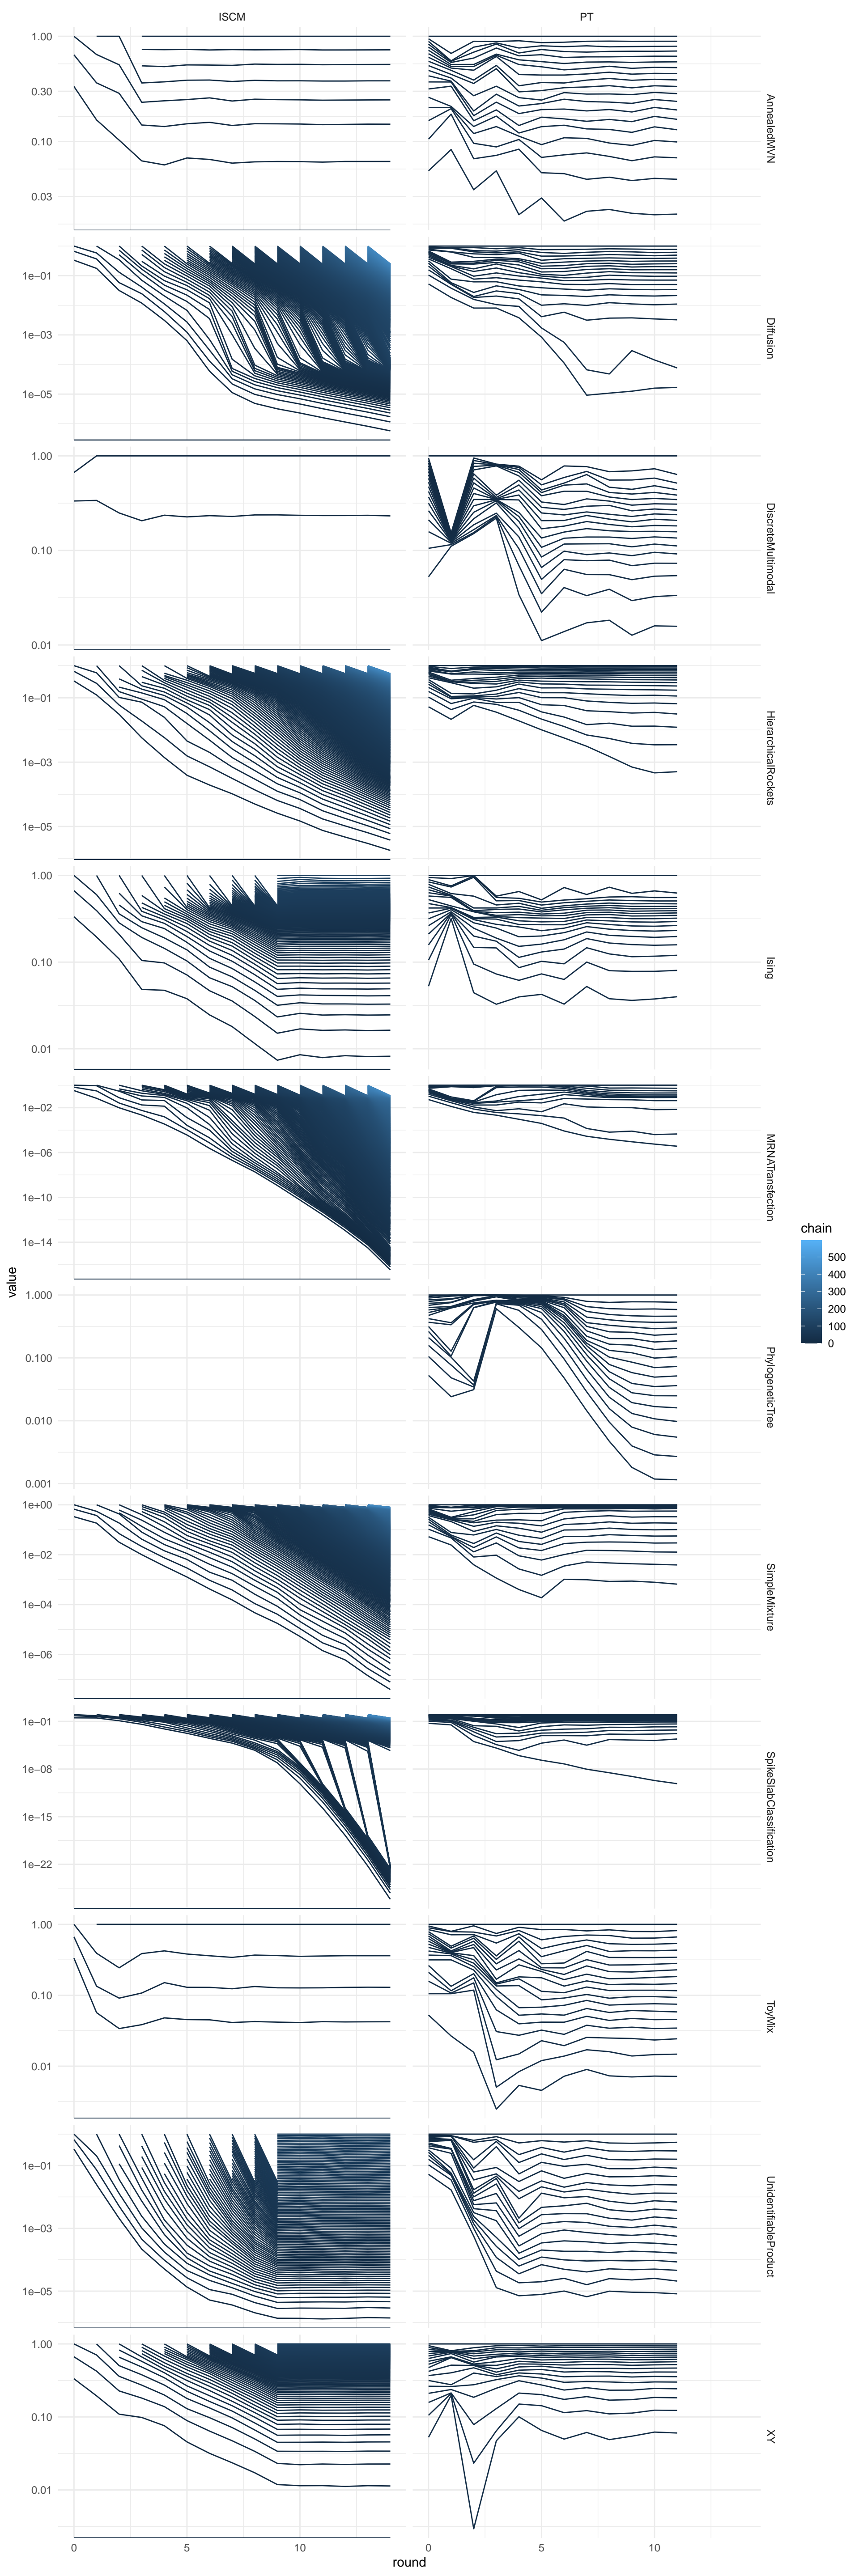 ISCM PT
1.00
0.30
0.10
0.03
AnnealedMVN
1e−01
1e−03
1e−05
Diffusion
1.00
0.10
0.01
DiscreteMultimodal
1e−01
1e−03
1e−05
HierarchicalRockets
1.00
0.10
0.01
Ising
1e−02
1e−06
1e−10
1e−14
MRNATransfection
value
chain
500
400
300
200
100
0
1.000
0.100
0.010
0.001
PhylogeneticTree
1e+00
1e−02
1e−04
1e−06
SimpleMixture
1e−01
1e−08
1e−15
1e−22
SpikeSlabClassification
1.00
0.10
0.01
ToyMix
1e−01
1e−03
1e−05
UnidentifiableProduct
1.00
0.10
0.01
XY
0 5 10 0 5 10
round